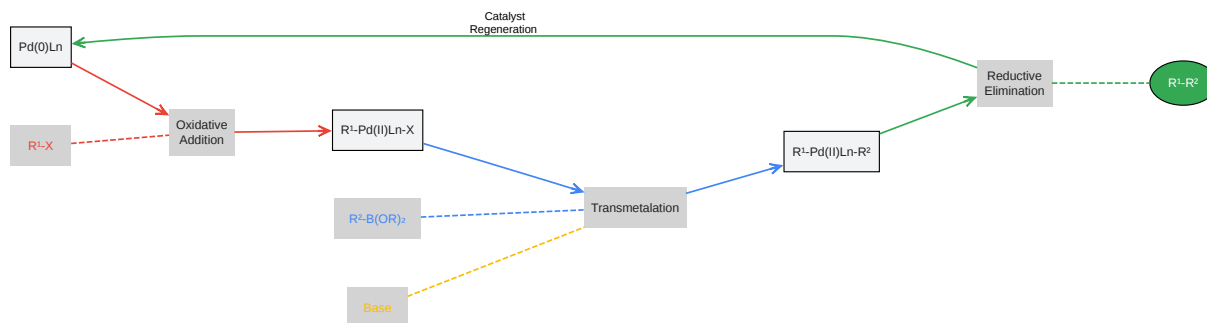 Catalyst
Regeneration
Pd(0)Ln
R¹-X
Oxidative
Addition
R¹-Pd(II)Ln-X
R²-B(OR)₂
Base
Transmetalation
R¹-Pd(II)Ln-R²
Reductive
Elimination
R¹-R²